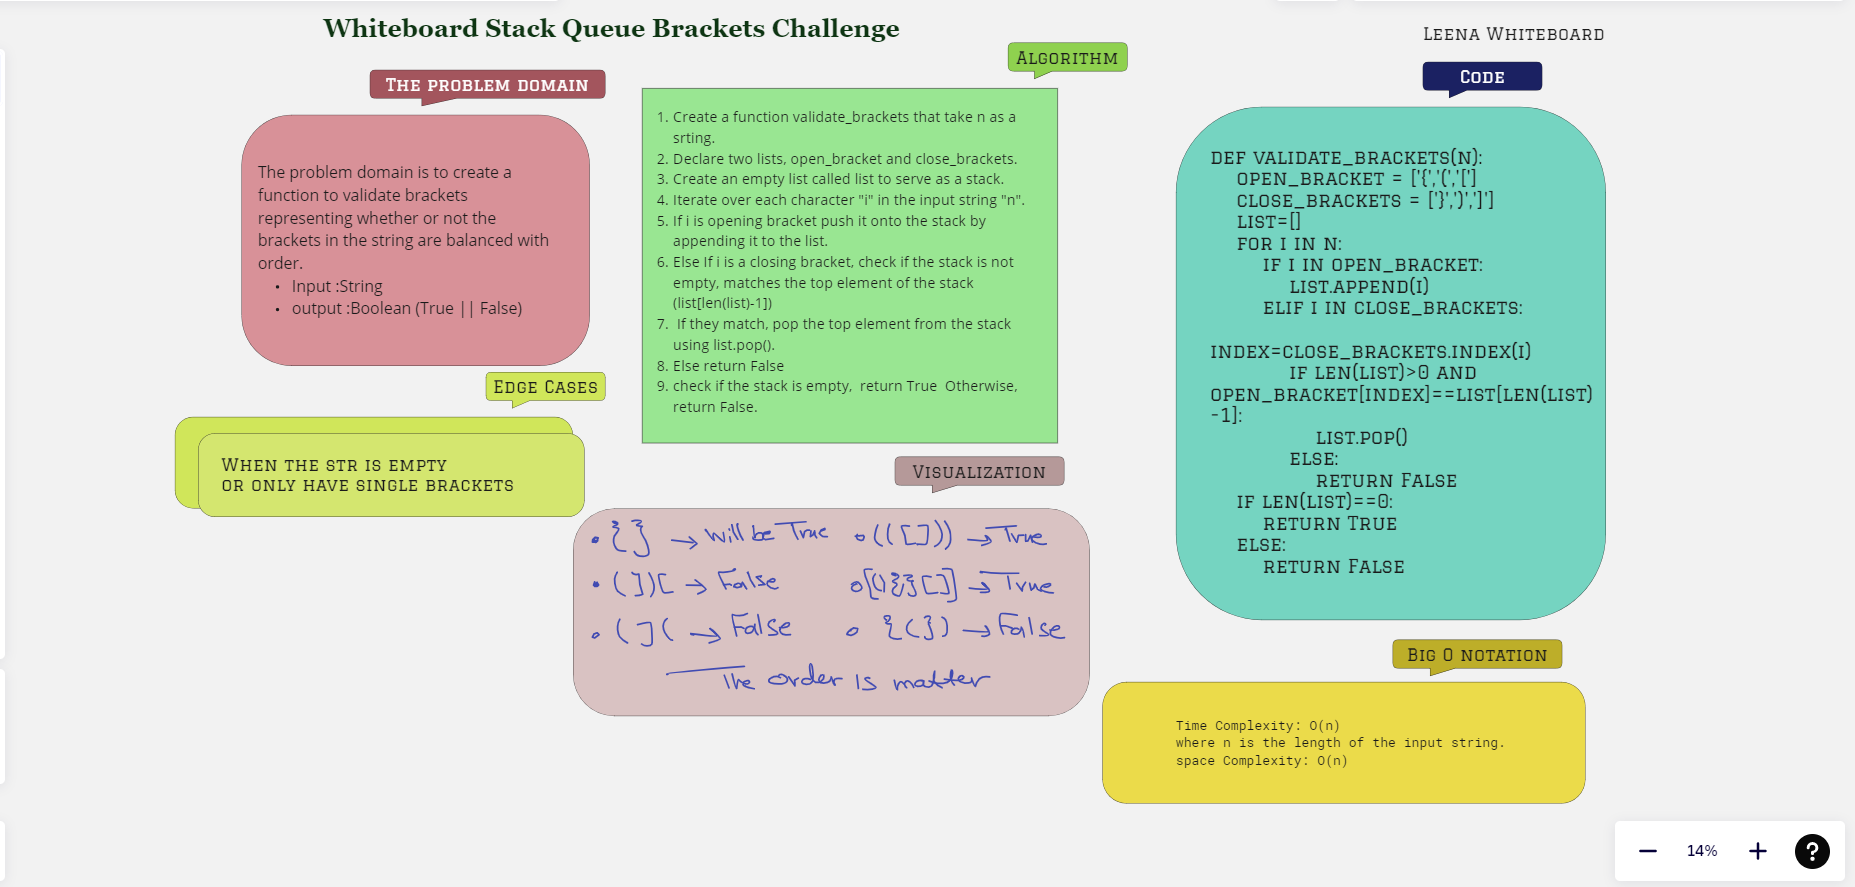 Whiteboard Stack Queue Brackets Challenge
Leena Whiteboard
The problem domain
The problem domain is to create a
function to validate brackets
representing whether or not the
brackets in the string are balanced with
order.
• Input :String
• output :Boolean (True || False)
Edge Cases
When the str is empty
or only have single brackets
Algorithm
1. Create a function validate_brackets that take n as a
srting.
2. Declare two lists, open_bracket and close_brackets.
3. Create an empty list called list to serve as a stack.
4. Iterate over each character "i" in the input string "n".
5. If i is opening bracket push it onto the stack by
appending it to the list.
6. Else If i is a closing bracket, check if the stack is not
empty, matches the top element of the stack
(list[len(list)-1])
7. If they match, pop the top element from the stack
using list.pop().
8. Else return False
9. check if the stack is empty, return True Otherwise,
return False.
Visualization
• { } → will be True
• ( ( [ ] ) ) → True
• ( ] ) [ → False
• [ ( ) { } [ ] ] → True
• ( ] ( → False
• { ( } ) → False
The order is matter
Code
DEF VALIDATE_BRACKETS(N):
OPEN_BRACKET = ['{','(','[']
CLOSE_BRACKETS = ['}',')',']']
LIST=[]
FOR I IN N:
IF I IN OPEN_BRACKET:
LIST.APPEND(I)
ELIF I IN CLOSE_BRACKETS:
INDEX=CLOSE_BRACKETS.INDEX(I)
IF LEN(LIST)>0 AND
OPEN_BRACKET[INDEX]==LIST[LEN(LIST)
-1]:
LIST.POP()
ELSE:
RETURN FALSE
IF LEN(LIST)==0:
RETURN TRUE
ELSE:
RETURN FALSE
Big O notation
Time Complexity: O(n)
where n is the length of the input string.
space Complexity: O(n)
− 14% + ?